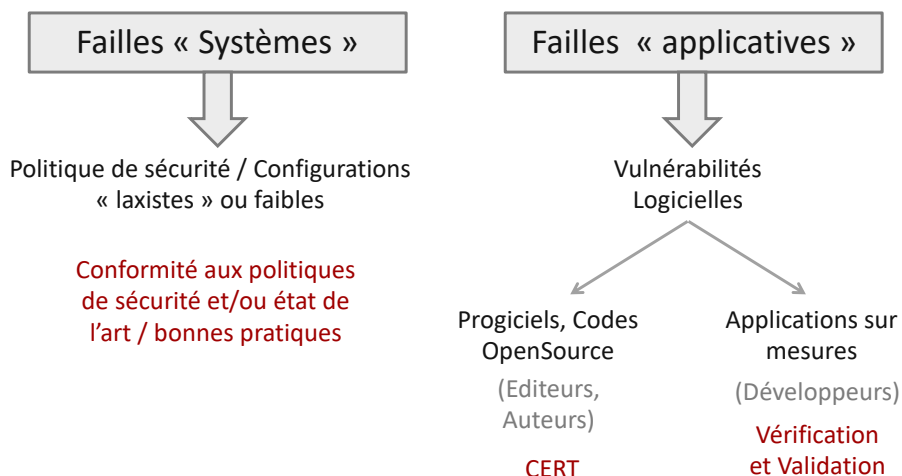 Failles « Systèmes »
Politique de sécurité / Configurations
« laxistes » ou faibles
Conformité aux politiques
de sécurité et/ou état de
l’art / bonnes pratiques
Failles « applicatives »
Vulnérabilités
Logicielles
Progiciels, Codes
OpenSource
(Editeurs,
Auteurs)
CERT
Applications sur
mesures
(Développeurs)
Vérification
et Validation